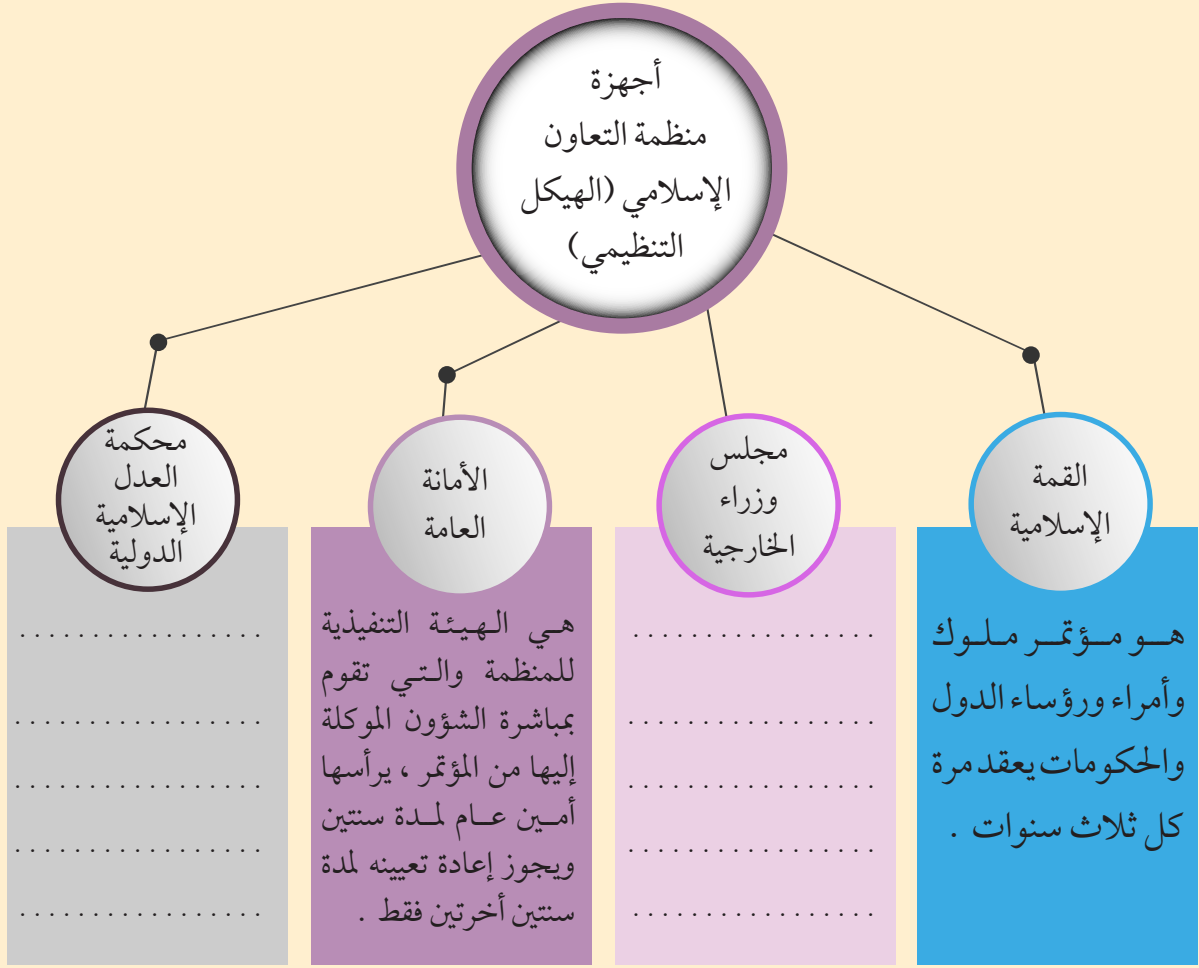 أجهزة
منظمة التعاون
الإسلامي (الهيكل
التنظيمي)
القمة
الإسلامية
هو مؤتمر ملوك
وأمراء ورؤساء الدول
والحكومات يعقد مرة
كل ثلاث سنوات .
مجلس
وزراء
الخارجية
. . . . . . . . . . . . . . . . .
. . . . . . . . . . . . . . . . .
. . . . . . . . . . . . . . . . .
. . . . . . . . . . . . . . . . .
. . . . . . . . . . . . . . . . .
الأمانة
العامة
هي الهيئة التنفيذية
للمنظمة والتي تقوم
بمباشرة الشؤون الموكلة
إليها من المؤتمر ، يرأسها
أمين عام لمدة سنتين
ويجوز إعادة تعيينه لمدة
سنتين أخرتين فقط .
محكمة
العدل
الإسلامية
الدولية
. . . . . . . . . . . . . . . . .
. . . . . . . . . . . . . . . . .
. . . . . . . . . . . . . . . . .
. . . . . . . . . . . . . . . . .
. . . . . . . . . . . . . . . . .